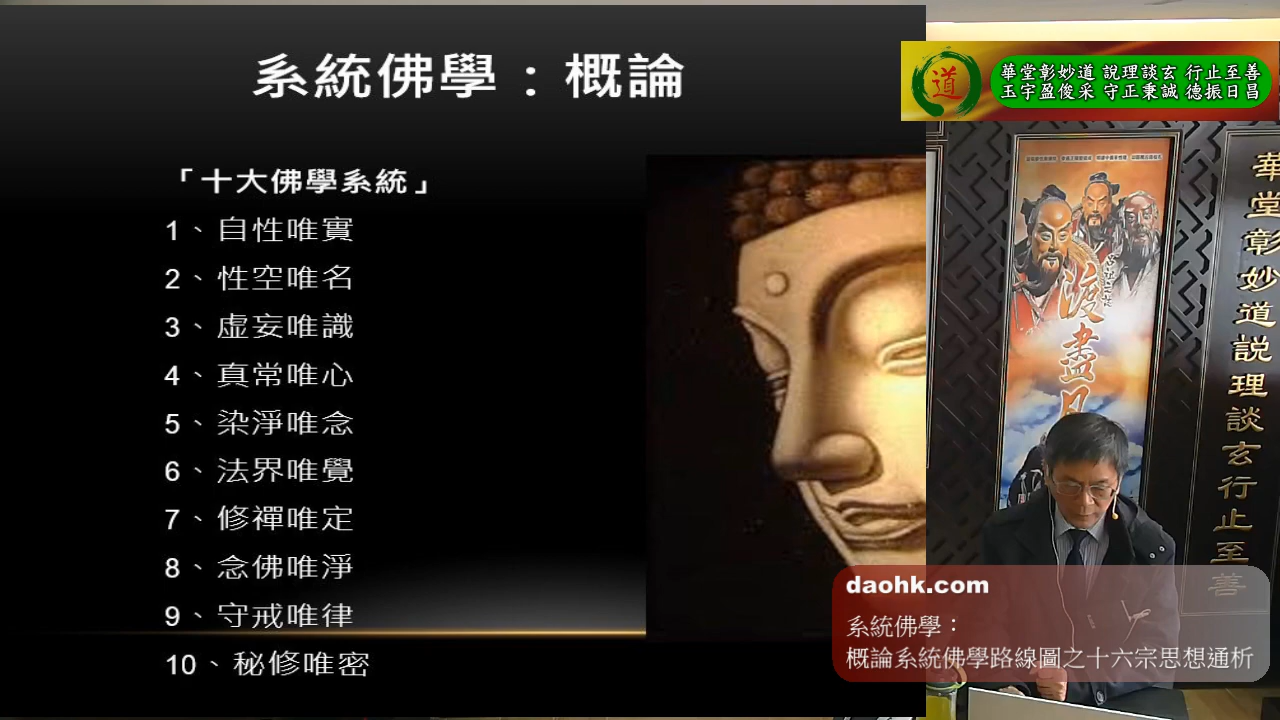 系統佛學：概論
「十大佛學系統」
1、自性唯實
2、性空唯名
3、虛妄唯識
4、真常唯心
5、染淨唯念
6、法界唯覺
7、修禪唯定
8、念佛唯淨
9、守戒唯律
10、秘修唯密
道
華堂彰妙道 說理談玄 行止至善
玉宇盈俊采 守正秉誠 德振日昌
渡盡
華堂彰妙道説理談玄行止至善
daohk.com
系統佛學：
概論系統佛學路線圖之十六宗思想通析